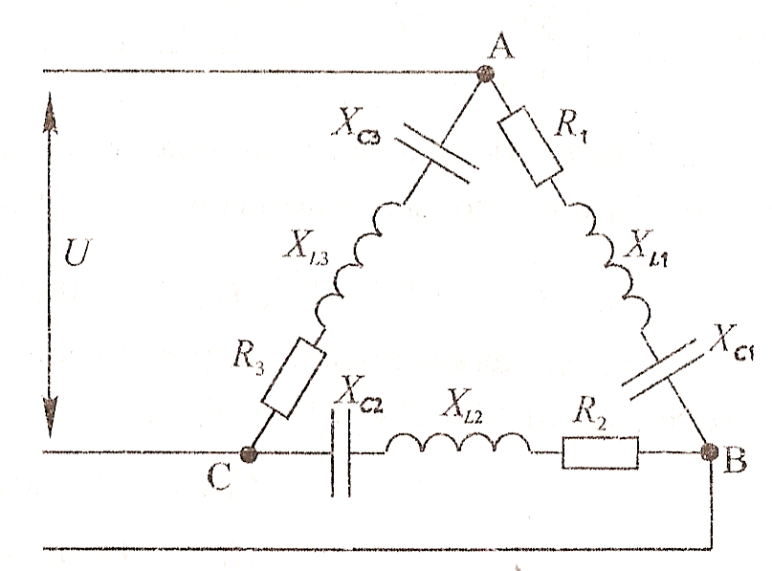 A
X_C3
R_1
U
X_L3
X_L1
R_3
X_C1
X_C2
X_L2
R_2
C
B